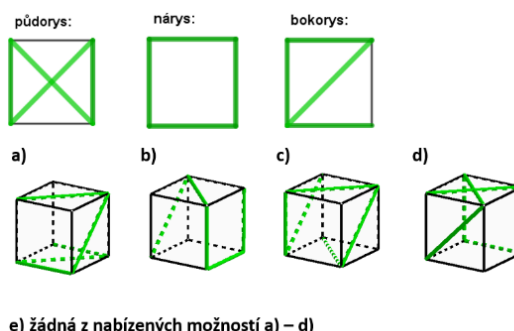 půdorys:
nárys:
bokorys:
a)
b)
c)
d)
e) žádná z nabízených možností a) – d)